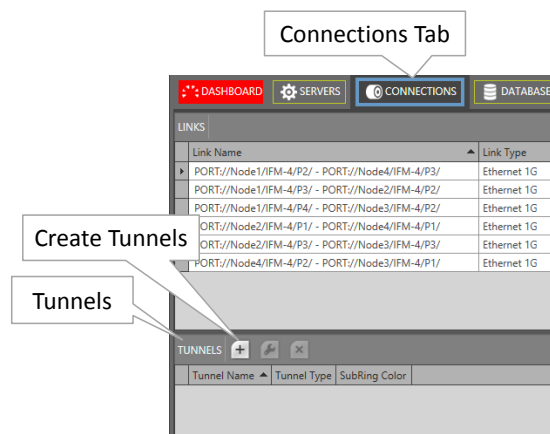 Connections Tab
DASHBOARD SERVERS CONNECTIONS DATABASE
LINKS
Link Name Link Type
PORT://Node1/IFM-4/P2/ - PORT://Node4/IFM-4/P3/ Ethernet 1G
PORT://Node1/IFM-4/P3/ - PORT://Node2/IFM-4/P2/ Ethernet 1G
PORT://Node1/IFM-4/P4/ - PORT://Node3/IFM-4/P2/ Ethernet 1G
PORT://Node2/IFM-4/P1/ - PORT://Node4/IFM-4/P1/ Ethernet 1G
PORT://Node2/IFM-4/P3/ - PORT://Node3/IFM-4/P3/ Ethernet 1G
PORT://Node4/IFM-4/P2/ - PORT://Node3/IFM-4/P1/ Ethernet 1G
Create Tunnels
Tunnels
TUNNELS
Tunnel Name Tunnel Type SubRing Color